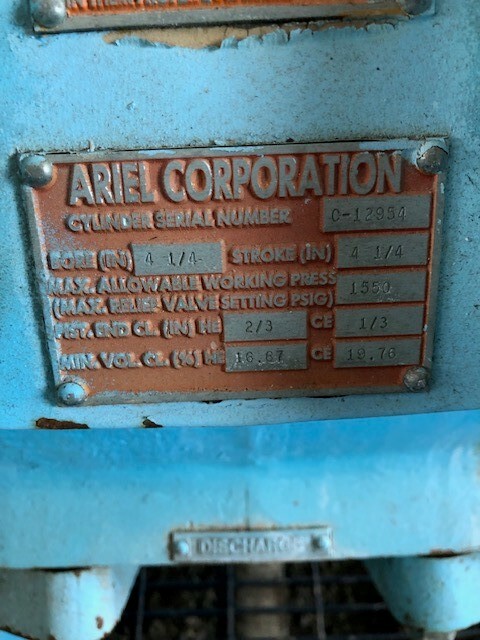 ARIEL CORPORATION
CYLINDER SERIAL NUMBER C-12954
BORE (IN) 4 1/4 STROKE (IN) 4 1/4
MAX. ALLOWABLE WORKING PRESS
(MAX. RELIEF VALVE SETTING PSIG) 1550
PIST. END CL. (IN) HE 2/3 CE 1/3
MIN. VOL CL. (%) HE 16.67 CE 19.76
DISCHARGE